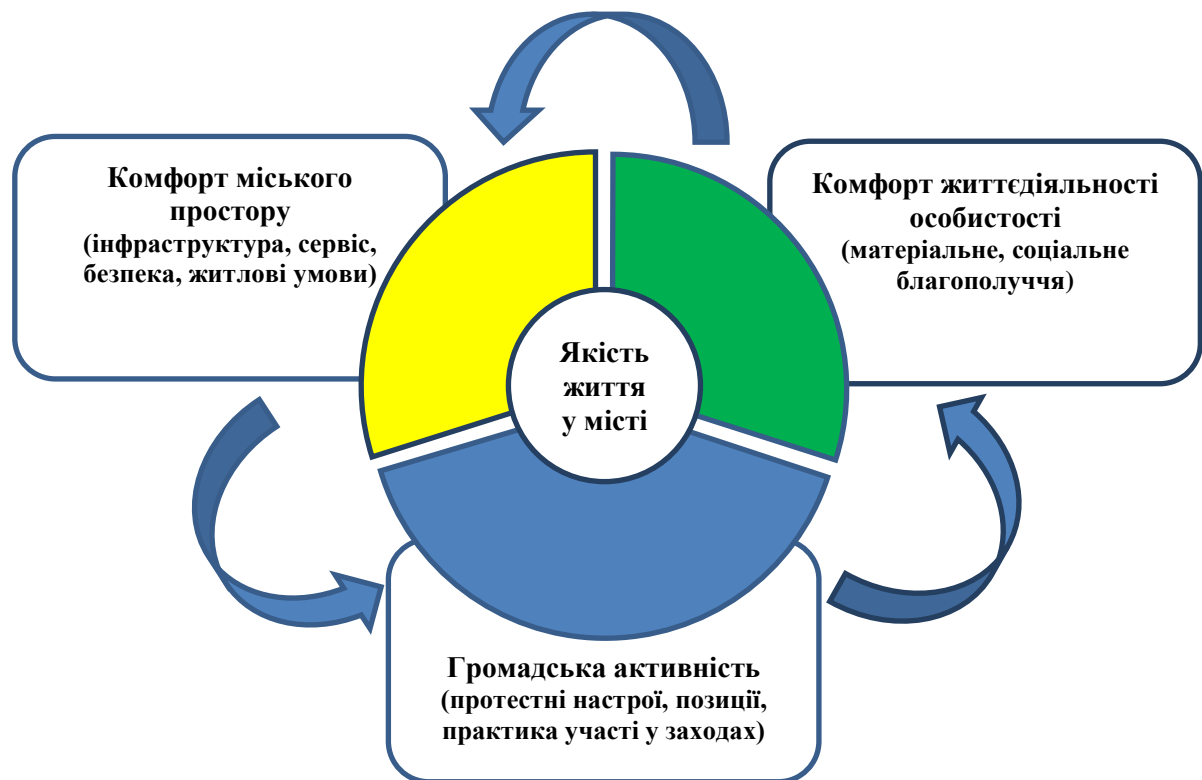 Комфорт міського
простору
(інфраструктура, сервіс,
безпека, житлові умови)
Комфорт життєдіяльності
особистості
(матеріальне, соціальне
благополуччя)
Якість
життя
у місті
Громадська активність
(протестні настрої, позиції,
практика участі у заходах)